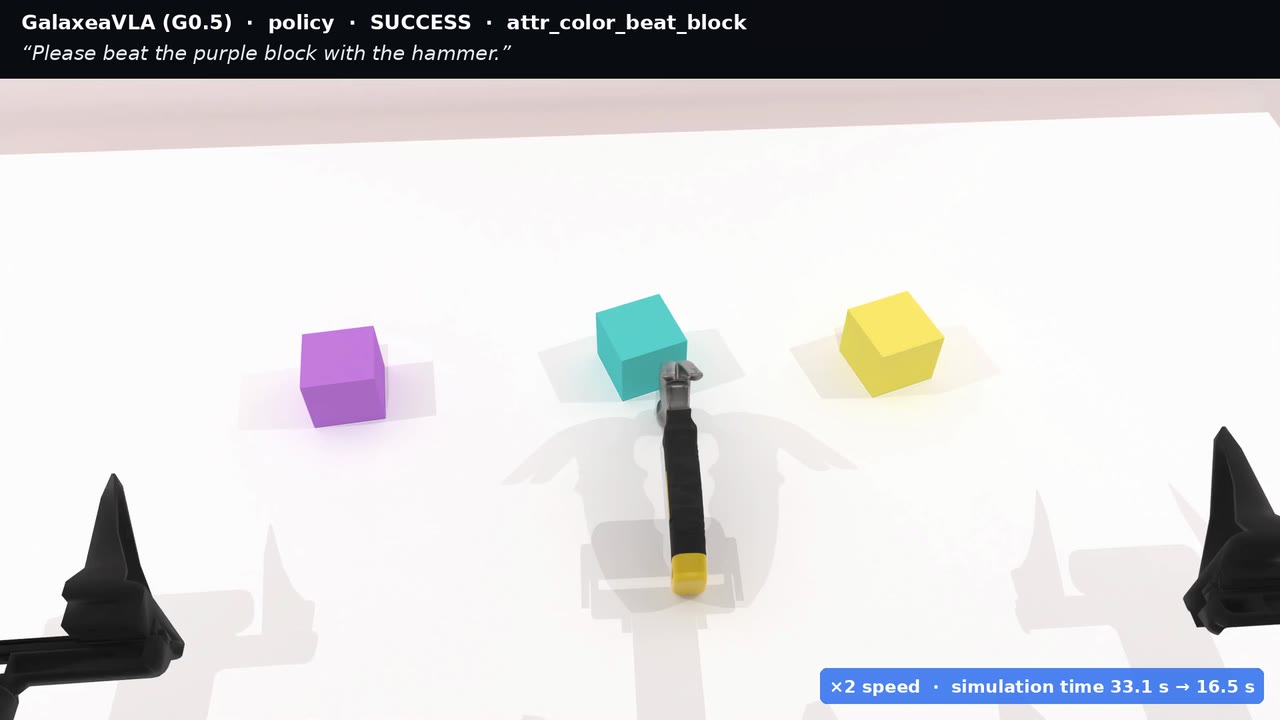 GalaxeaVLA (G0.5)  ·  policy  ·  SUCCESS  ·  attr_color_beat_block
“Please beat the purple block with the hammer.”
×2 speed  ·  simulation time 33.1 s → 16.5 s